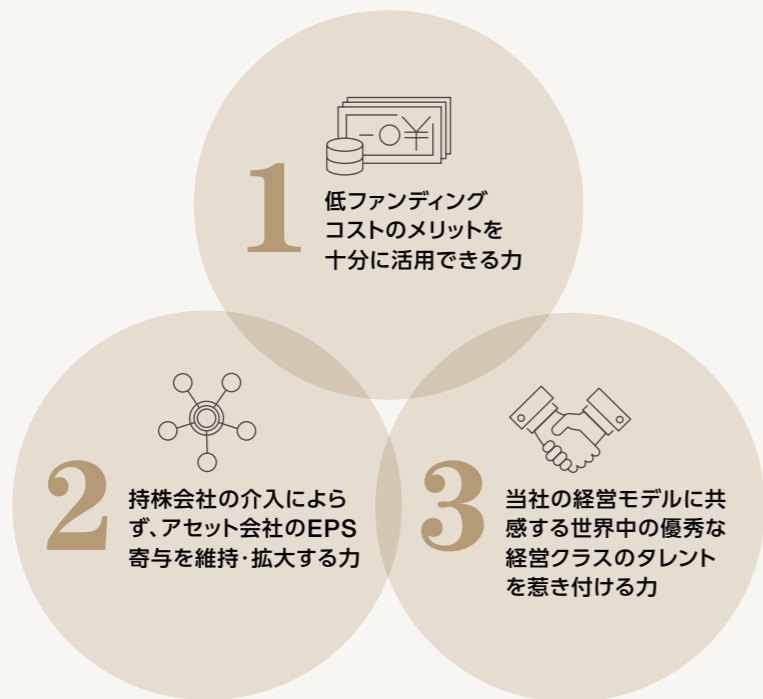 ¥
1
低ファンディング
コストのメリットを
十分に活用できる力
2
持株会社の介入によら
ず、アセット会社のEPS
寄与を維持・拡大する力
3
当社の経営モデルに共
感する世界中の優秀な
経営クラスのタレント
を惹き付ける力